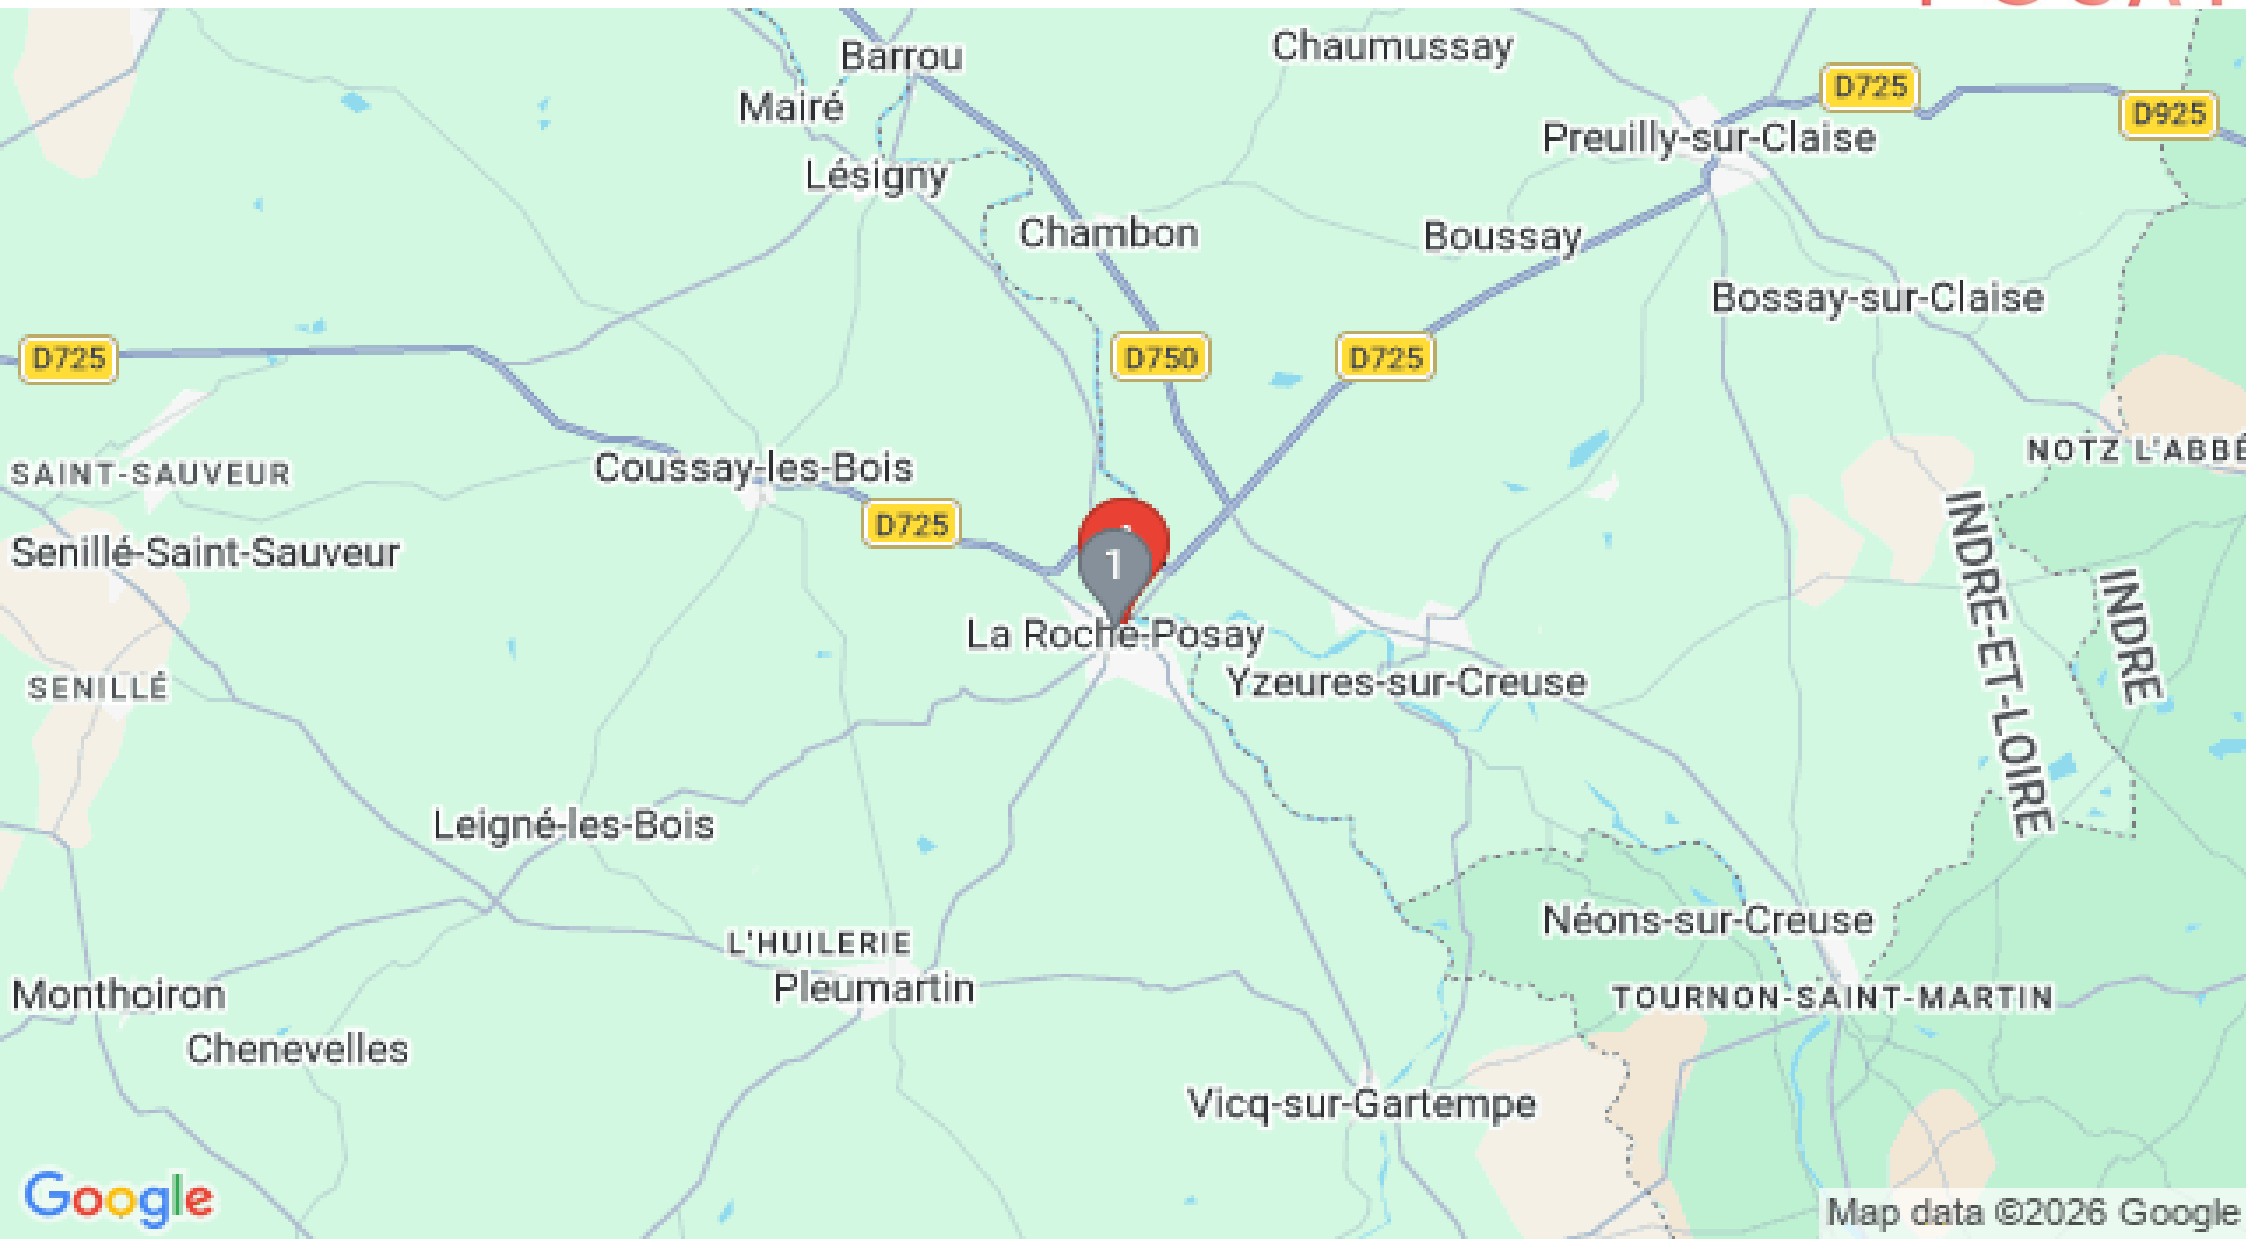 Barrou
Chaumussay
D725
Mairé
D925
Preuilly-sur-Claise
Lésigny
Chambon
Boussay
Bossay-sur-Claise
D725
D750
D725
SAINT-SAUVEUR
Coussay-les-Bois
NOTZ L'ABBÉ
D725
Senillé-Saint-Sauveur
1
INDRE-ET-LOIRE
INDRE
La Roche-Posay
SENILLÉ
Yzeures-sur-Creuse
Leigné-les-Bois
L'HUILERIE
Néons-sur-Creuse
Monthoiron
Pleumartin
TOURNON-SAINT-MARTIN
Chenevelles
Vicq-sur-Gartempe
Google
Map data ©2026 Google